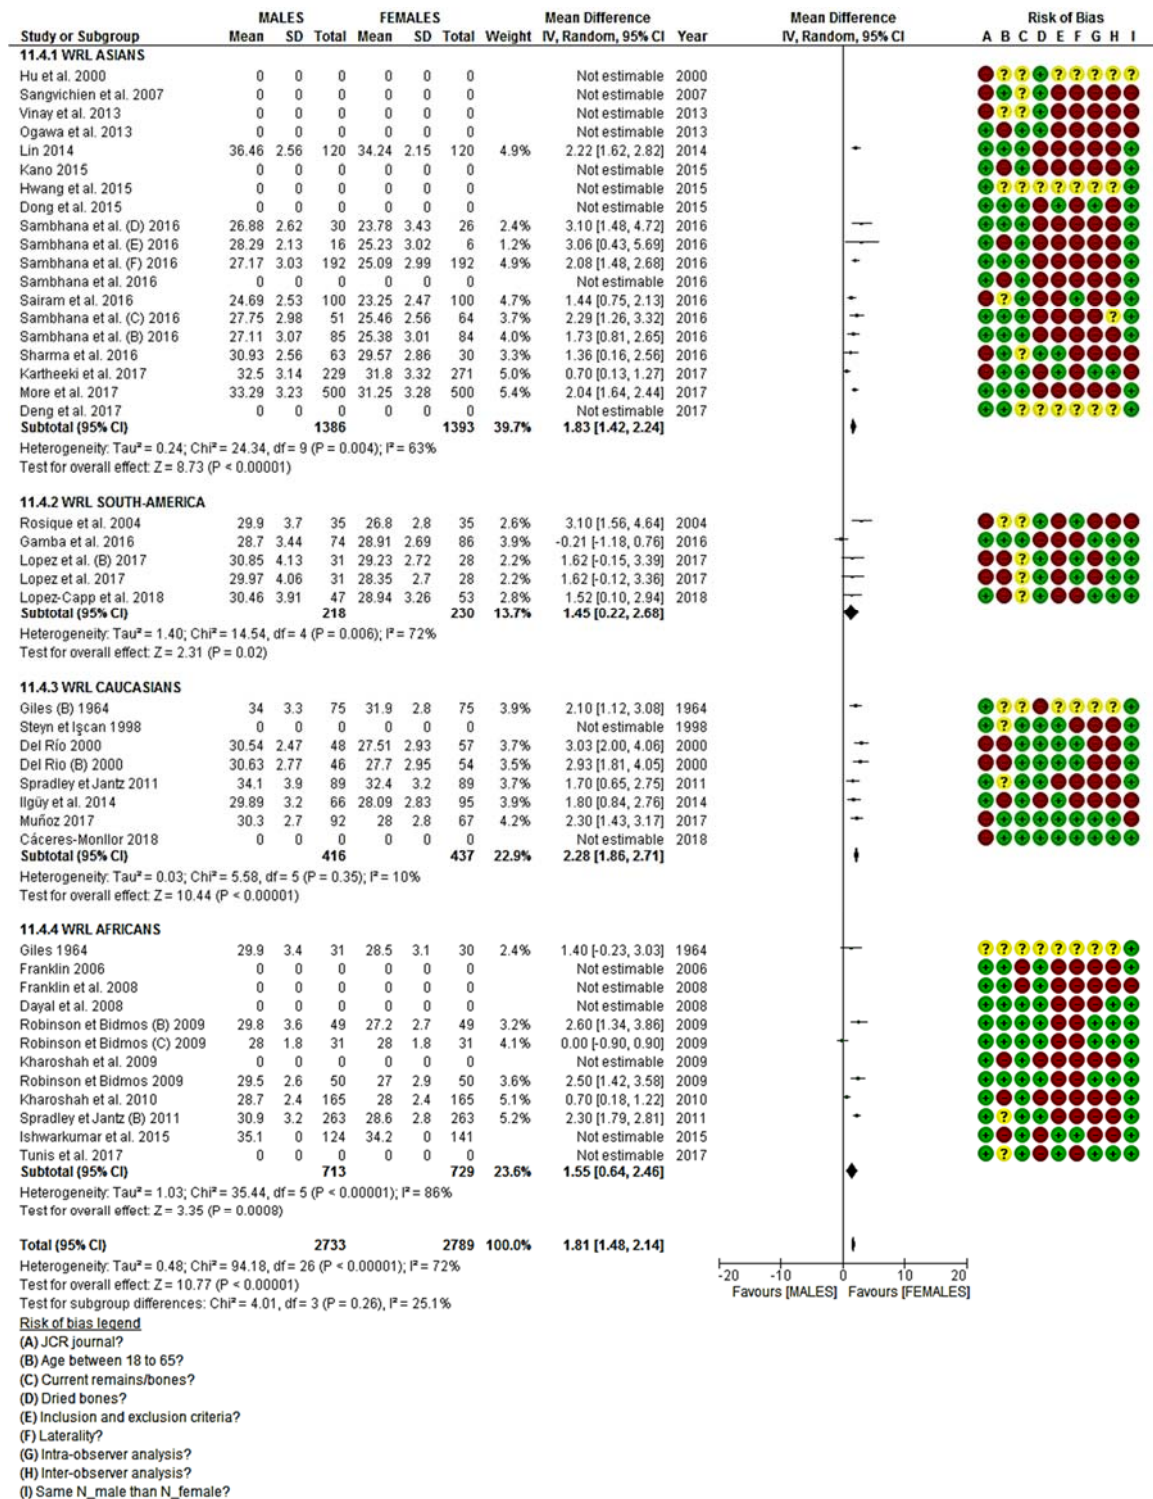 MALES FEMALES Mean Difference Mean Difference Risk of Bias
Study or Subgroup Mean SD Total Mean SD Total Weight IV, Random, 95% CI Year IV, Random, 95% CI A B C D E F G H I
11.4.1 WRL ASIANS
Hu et al. 2000 0 0 0 0 0 0 Not estimable 2000
Sangvichien et al. 2007 0 0 0 0 0 0 Not estimable 2007
Vinay et al. 2013 0 0 0 0 0 0 Not estimable 2013
Ogawa et al. 2013 0 0 0 0 0 0 Not estimable 2013
Lin 2014 36.46 2.56 120 34.24 2.15 120 4.9% 2.22 [1.62, 2.82] 2014
Kano 2015 0 0 0 0 0 0 Not estimable 2015
Hwang et al. 2015 0 0 0 0 0 0 Not estimable 2015
Dong et al. 2015 0 0 0 0 0 0 Not estimable 2015
Sambhana et al. (D) 2016 26.88 2.62 30 23.78 3.43 26 2.4% 3.10 [1.48, 4.72] 2016
Sambhana et al. (E) 2016 28.29 2.13 16 25.23 3.02 6 1.2% 3.06 [0.43, 5.69] 2016
Sambhana et al. (F) 2016 27.17 3.03 192 25.09 2.99 192 4.9% 2.08 [1.48, 2.68] 2016
Sambhana 2016 0 0 0 0 0 0 Not estimable 2016
Sairam et al. 2016 24.69 2.53 100 23.25 2.47 100 4.7% 1.44 [0.75, 2.13] 2016
Sambhana et al. (C) 2016 27.75 2.98 51 25.46 2.56 64 4.0% 2.29 [1.26, 3.32] 2016
Sambhana et al. (B) 2016 27.11 3.07 85 25.38 3.01 84 4.0% 1.73 [0.81, 2.65] 2016
Sharma et al. 2016 30.93 2.56 63 29.57 2.86 30 3.3% 1.36 [0.16, 2.56] 2016
Kartheeki et al. 2017 32.5 3.14 229 31.8 3.32 271 5.0% 0.70 [0.13, 1.27] 2017
More et al. 2017 33.29 3.23 500 31.25 3.28 500 5.4% 2.04 [1.64, 2.44] 2017
Deng et al. 2017 0 0 0 0 0 0 Not estimable 2017
Subtotal (95% CI) 1386 1393 39.7% 1.83 [1.42, 2.24]
Heterogeneity: Tau² = 0.24; Chi² = 24.34, df = 9 (P = 0.004); I² = 63%
Test for overall effect: Z = 8.73 (P < 0.00001)
11.4.2 WRL SOUTH-AMERICA
Rosique et al. 2004 29.9 3.7 35 26.8 2.8 35 2.6% 3.10 [1.56, 4.64] 2004
Gamba et al. 2016 28.7 3.44 74 28.91 2.69 86 3.9% -0.21 [-1.18, 0.76] 2016
Lopez et al. (B) 2017 30.85 4.13 31 29.23 2.72 28 2.2% 1.62 [-0.15, 3.39] 2017
Lopez et al. 2017 29.97 4.06 31 28.35 2.7 28 2.2% 1.62 [-0.12, 3.36] 2017
Lopez-Capp et al. 2018 30.46 3.91 47 28.94 3.26 53 2.8% 1.52 [0.10, 2.94] 2018
Subtotal (95% CI) 218 230 13.7% 1.45 [0.22, 2.68]
Heterogeneity: Tau² = 1.40; Chi² = 14.54, df = 4 (P = 0.006); I² = 72%
Test for overall effect: Z = 2.31 (P = 0.02)
11.4.3 WRL CAUCASIANS
Giles (B) 1964 34 3.3 75 31.9 2.8 75 3.9% 2.10 [1.12, 3.08] 1964
Steyn et Işcan 1998 0 0 0 0 0 0 Not estimable 1998
Del Río 2000 30.54 2.47 48 27.51 2.93 57 3.7% 3.03 [2.00, 4.06] 2000
Del Rio (B) 2000 30.63 2.77 46 27.7 2.95 54 3.5% 2.93 [1.81, 4.05] 2000
Spradley et Jantz 2011 34.1 3.9 89 32.4 3.2 89 3.7% 1.70 [0.65, 2.75] 2011
Ilgüy et al. 2014 29.89 3.2 66 28.09 2.83 95 3.9% 1.80 [0.84, 2.76] 2014
Muñoz 2017 30.3 2.7 92 28 2.8 67 4.2% 2.30 [1.43, 3.17] 2017
Cáceres-Monllor 2018 0 0 0 0 0 0 Not estimable 2018
Subtotal (95% CI) 416 437 22.9% 2.28 [1.86, 2.71]
Heterogeneity: Tau² = 0.03; Chi² = 5.58, df = 5 (P = 0.35); I² = 10%
Test for overall effect: Z = 10.44 (P < 0.00001)
11.4.4 WRL AFRICANS
Giles 1964 29.9 3.4 31 28.5 3.1 30 2.4% 1.40 [-0.23, 3.03] 1964
Franklin 2006 0 0 0 0 0 0 Not estimable 2006
Franklin et al. 2008 0 0 0 0 0 0 Not estimable 2008
Dayal et al. 2008 0 0 0 0 0 0 Not estimable 2008
Robinson et Bidmos (B) 2009 29.8 3.6 49 27.2 2.7 49 3.2% 2.60 [1.34, 3.86] 2009
Robinson et Bidmos (C) 2009 28 1.8 31 28 1.8 31 4.1% 0.00 [-0.90, 0.90] 2009
Kharoshah et al. 2009 0 0 0 0 0 0 Not estimable 2009
Robinson et Bidmos 2009 29.5 2.6 50 27 2.9 50 3.6% 2.50 [1.42, 3.58] 2009
Kharoshah et al. 2010 28.7 2.4 165 28 2.4 165 5.1% 0.70 [0.18, 1.22] 2010
Spradley et Jantz (B) 2011 30.9 3.2 263 28.6 2.8 263 5.2% 2.30 [1.79, 2.81] 2011
Ishwarkumar et al. 2015 35.1 0 124 34.2 0 141 Not estimable 2015
Tunis et al. 2017 0 0 0 0 0 0 Not estimable 2017
Subtotal (95% CI) 713 729 23.6% 1.55 [0.64, 2.46]
Heterogeneity: Tau² = 1.03; Chi² = 35.44, df = 5 (P < 0.00001); I² = 86%
Test for overall effect: Z = 3.35 (P = 0.0008)
Total (95% CI) 2733 2789 100.0% 1.81 [1.48, 2.14]
Heterogeneity: Tau² = 0.48; Chi² = 94.18, df = 26 (P < 0.00001); I² = 72%
Test for overall effect: Z = 10.77 (P < 0.00001)
Test for subgroup differences: Chi² = 4.01, df = 3 (P = 0.26), I² = 25.1%
-20 -10 0 10 20
Favours [MALES] Favours [FEMALES]
Risk of bias legend
(A) JCR journal?
(B) Age between 18 to 65?
(C) Current remains/bones?
(D) Dried bones?
(E) Inclusion and exclusion criteria?
(F) Laterality?
(G) Intra-observer analysis?
(H) Inter-observer analysis?
(I) Same N_male than N_female?